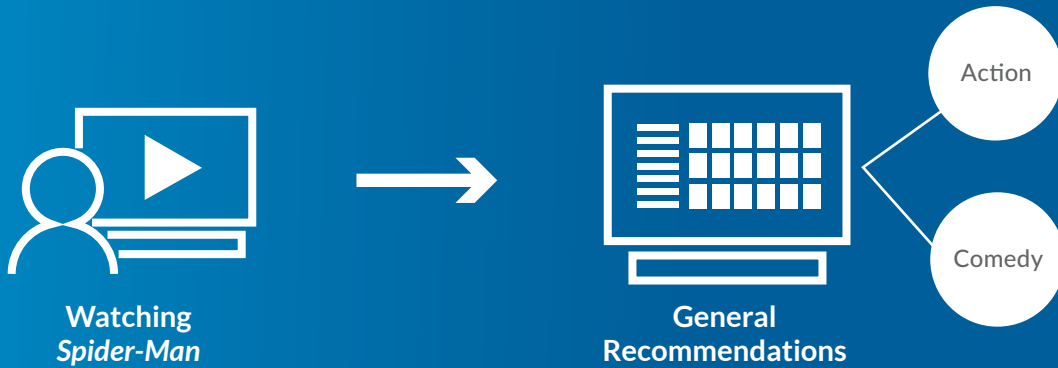 Action
Comedy
Watching
Spider-Man
General
Recommendations